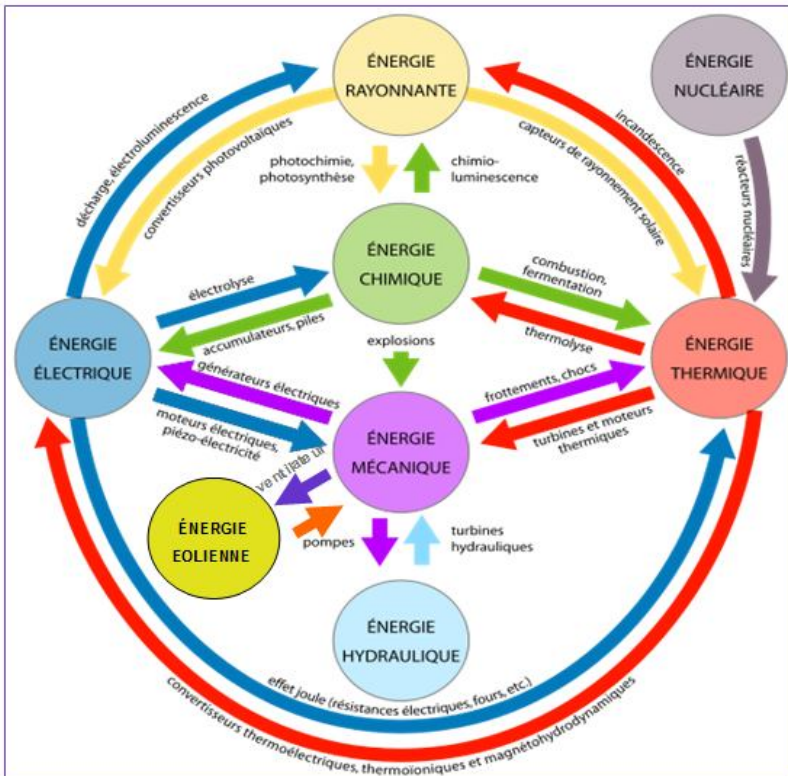 ÉNERGIE
RAYONNANTE
ÉNERGIE
NUCLÉAIRE
décharge, électroluminescence
convertisseurs photovoltaïques
photochimie,
photosynthèse
chimio-
luminescence
capteurs de rayonnement
solaire
incandescence
réacteurs nucléaires
ÉNERGIE
CHIMIQUE
électrolyse
accumulateurs, piles
combustion,
fermentation
thermolyse
explosions
ÉNERGIE
ÉLECTRIQUE
ÉNERGIE
THERMIQUE
générateurs électriques
moteurs électriques,
piézo-électricité
frottements, chocs
turbines et moteurs
thermiques
ÉNERGIE
MÉCANIQUE
ventilateur
ÉNERGIE
EOLIENNE
pompes
turbines
hydrauliques
ÉNERGIE
HYDRAULIQUE
effet joule (résistances électriques, fours, etc.)
convertisseurs thermoélectriques, thermoïoniques et magnétohydrodynamiques